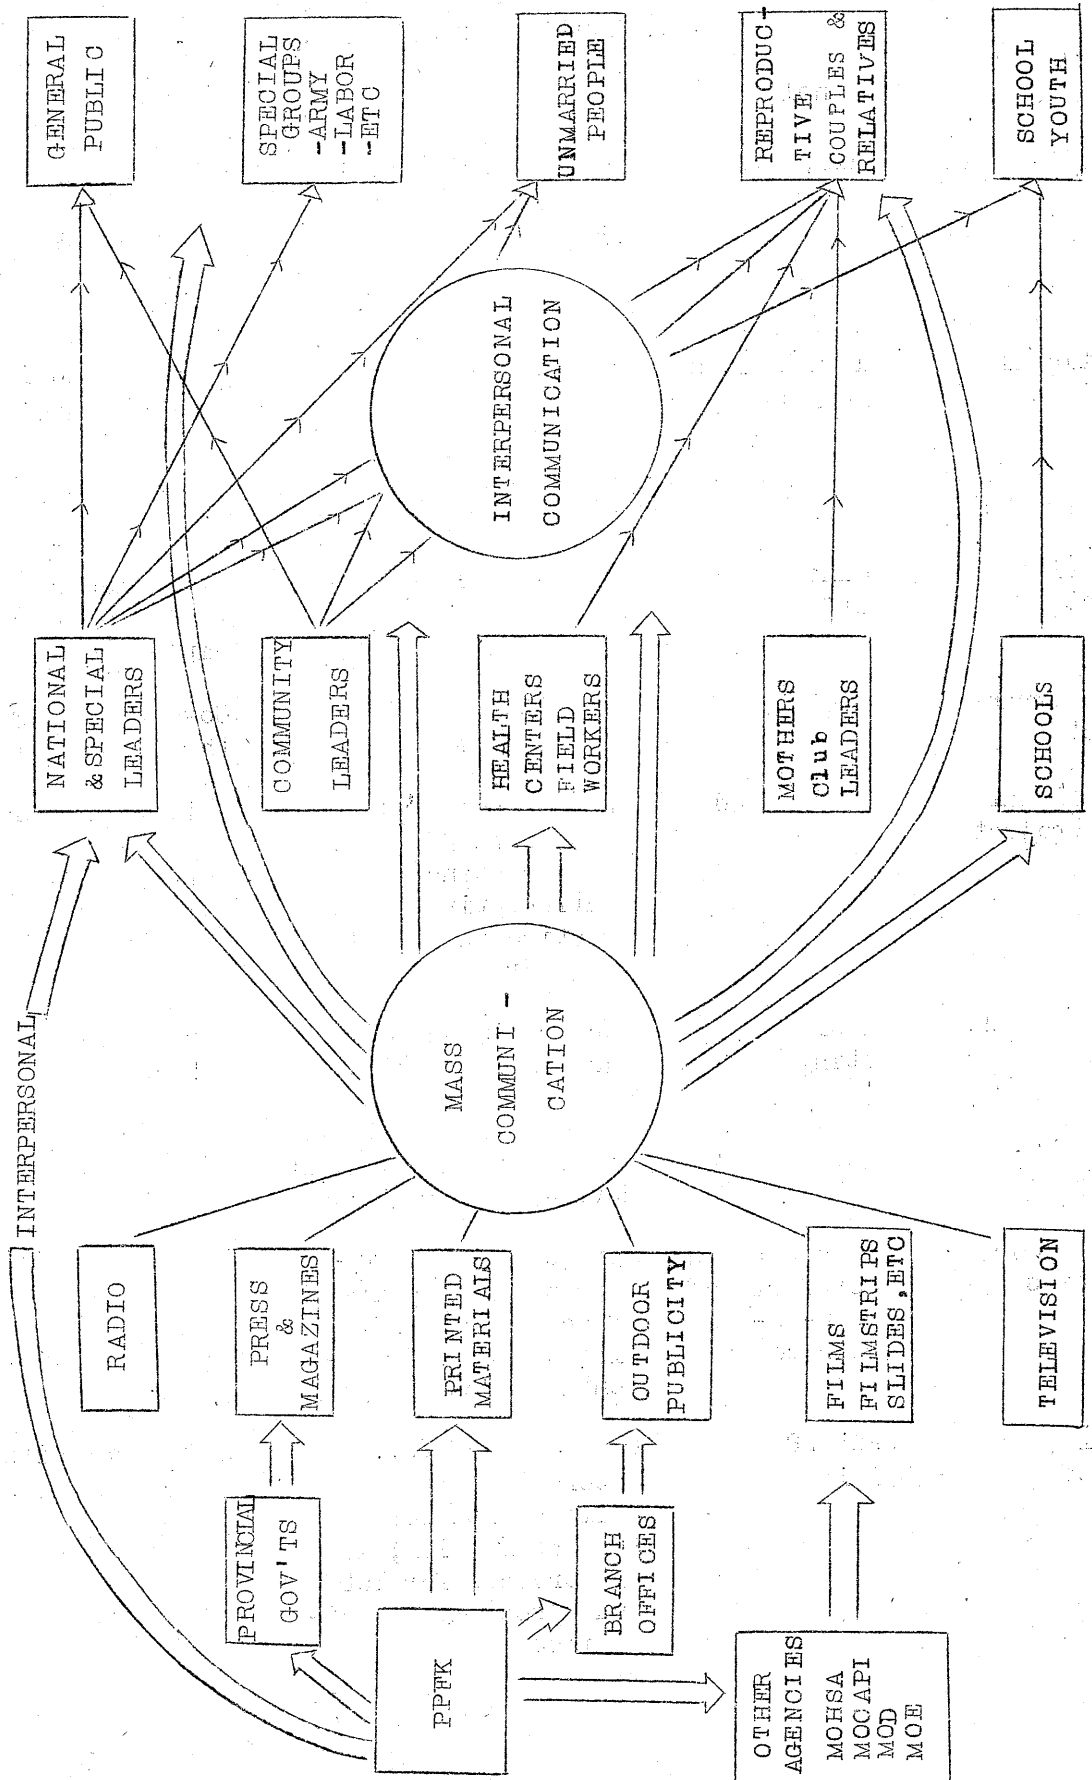 OTHER
AGENCIES
MOHSA
MOCAPI
MOD
MOE
PPFK
BRANCH
OFFICES
PROVINCIAL
GOV'TS
TELEVISION
FILMS
FILMSTRIPS
SLIDES,ETC
OUTDOOR
PUBLICITY
PRINTED
MATERIALS
PRESS
&
MAGAZINES
RADIO
INTERPERSONAL
MASS
COMMUNI -
CATION
SCHOOLS
MOTHERS
Club
LEADERS
HEALTH
CENTERS
FIELD
WORKERS
COMMUNITY
LEADERS
NATIONAL
&SPECIAL
LEADERS
INTERPERSONAL
COMMUNICATION
SCHOOL
YOUTH
REPRODUC-
TIVE
COUPLES &
RELATIVES
UNMARRIED
PEOPLE
SPECIAL
GROUPS
-ARMY
-LABOR
--ETC
GENERAL
PUBLIC